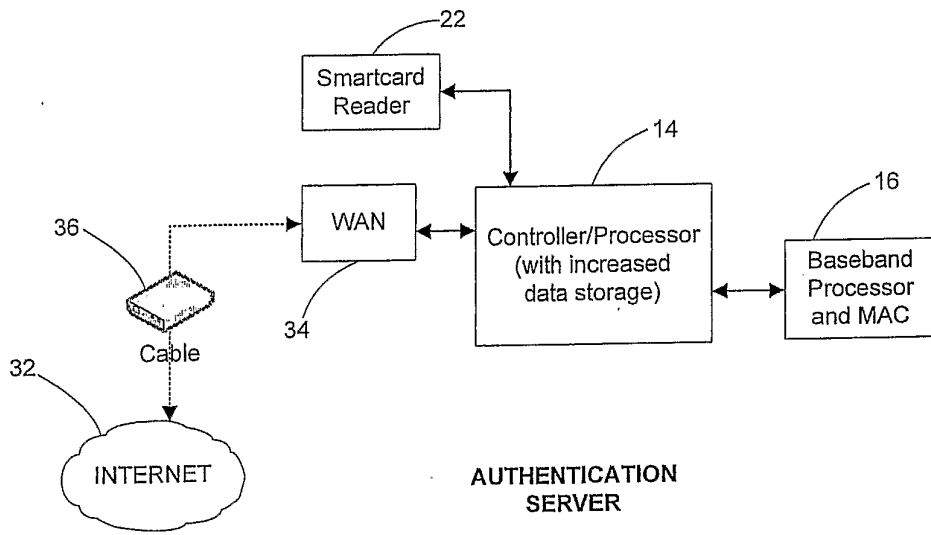 22
Smartcard
Reader
14
36
WAN
Controller/Processor
(with increased
data storage)
16
Baseband
Processor
and MAC
34
Cable
32
INTERNET
AUTHENTICATION
SERVER